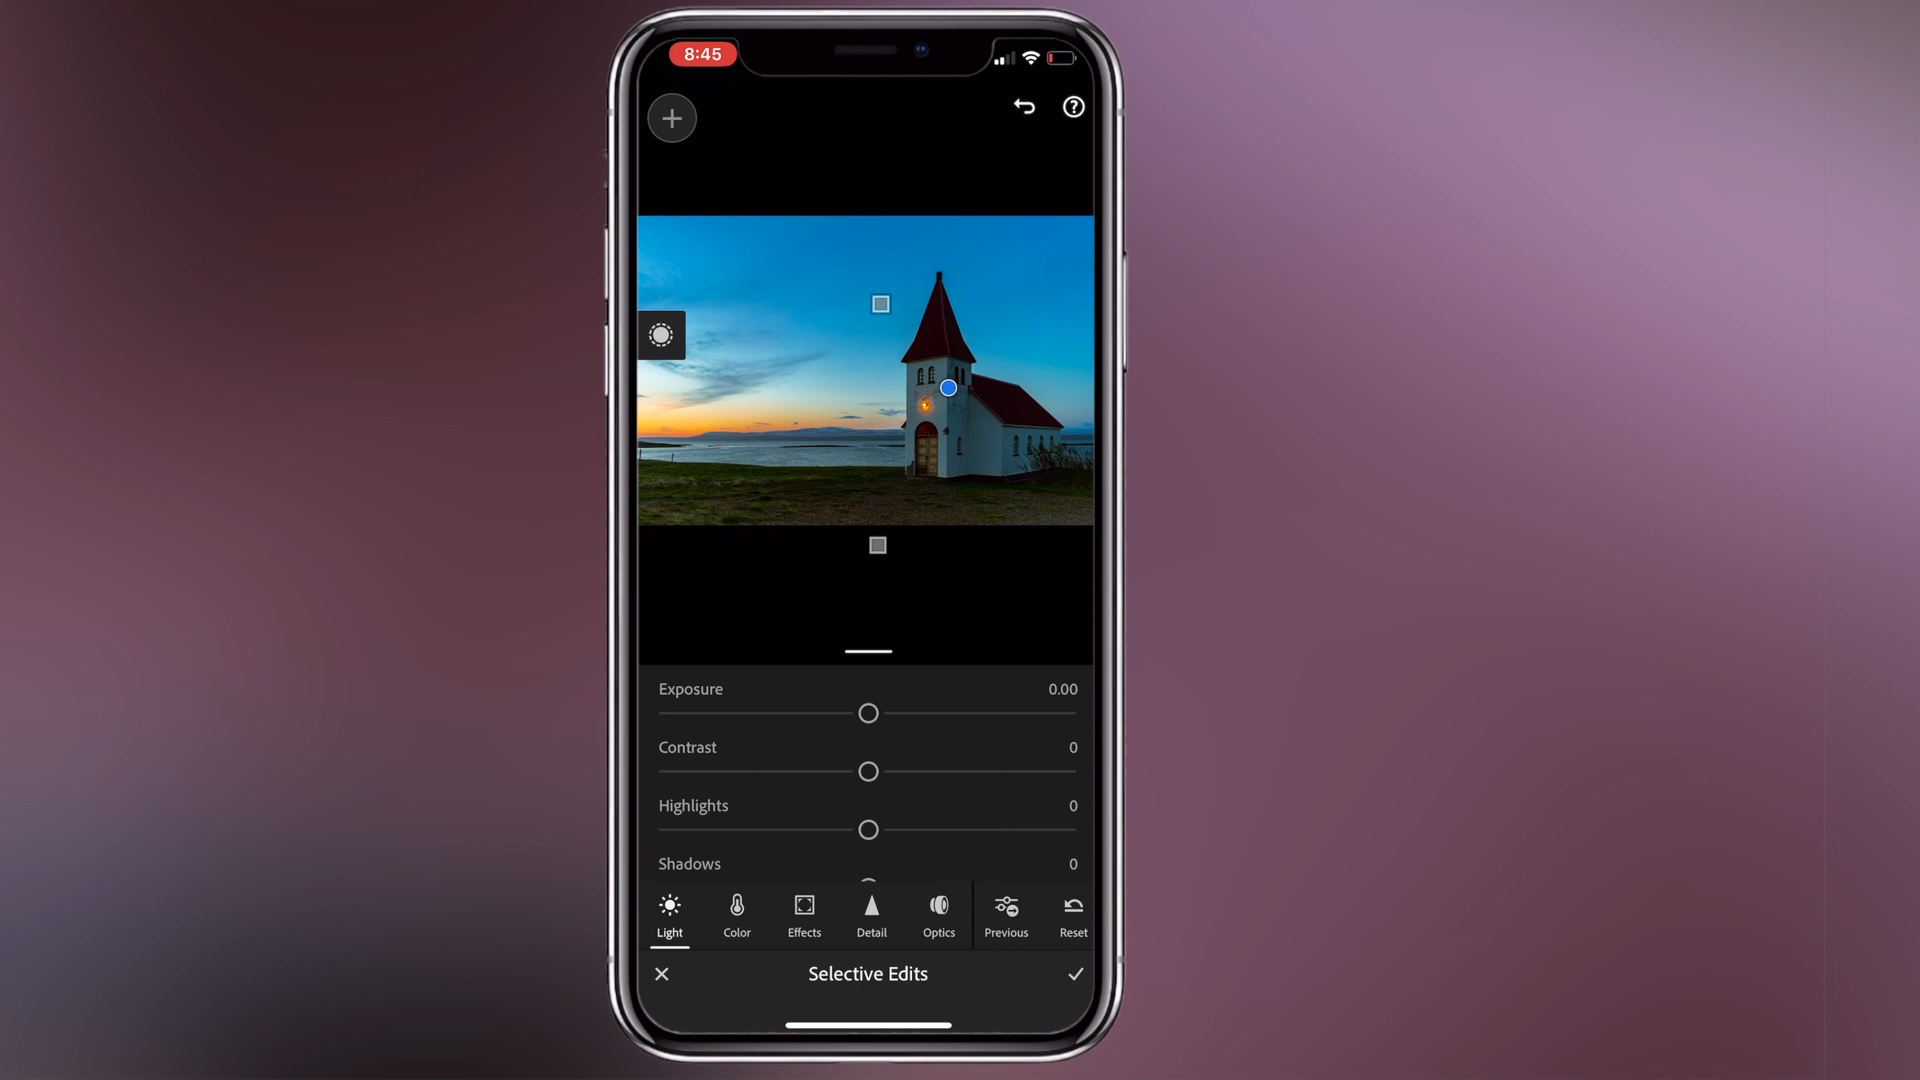 8:45
Exposure 0.00
Contrast 0
Highlights 0
Shadows 0
Light Color Effects Detail Optics Previous Reset
Selective Edits